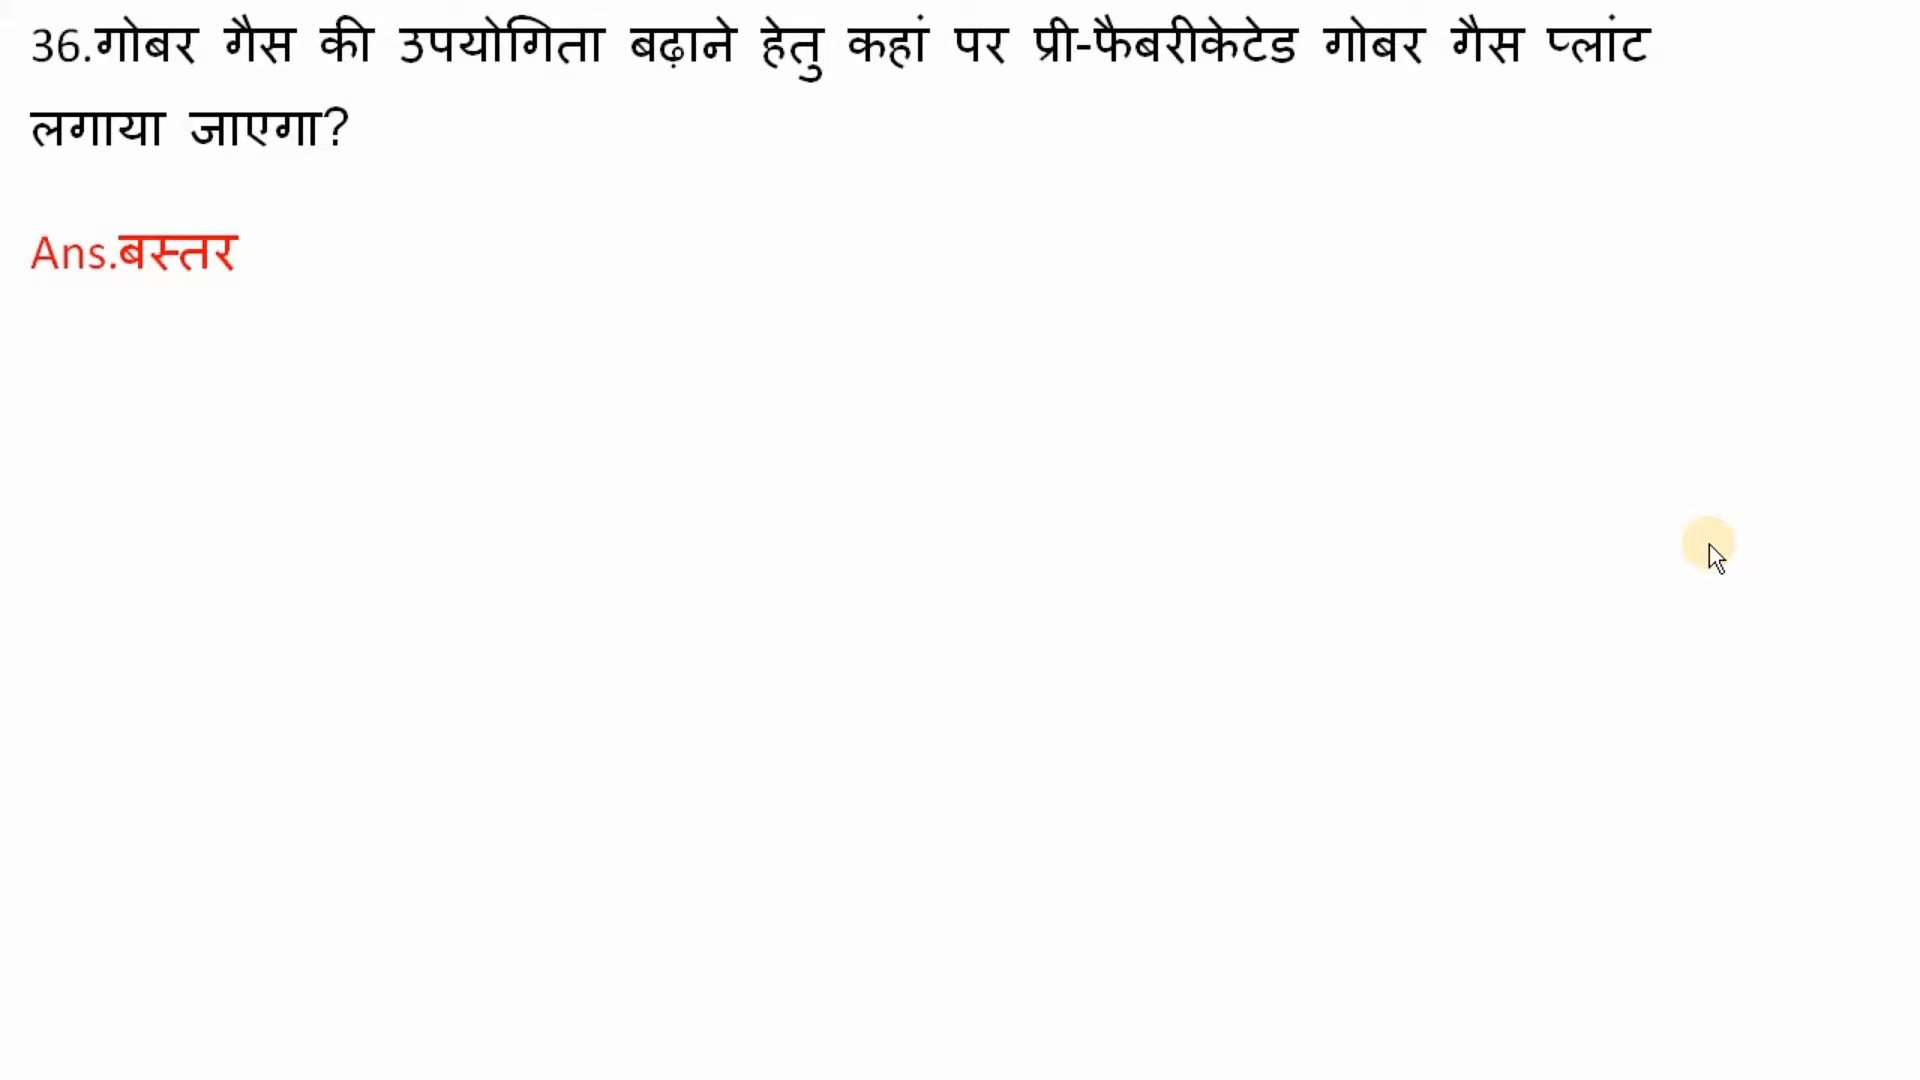 36.गोबर गैस की उपयोगिता बढ़ाने हेतु कहां पर प्री-फैबरीकेटेड गोबर गैस प्लांट
लगाया जाएगा?
Ans.बस्तर